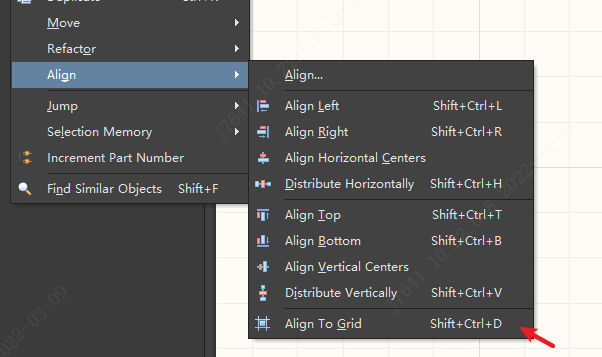 Move
Refactor
Align
Jump
Selection Memory
Increment Part Number
Find Similar Objects Shift+F
Align...
Align Left Shift+Ctrl+L
Align Right Shift+Ctrl+R
Align Horizontal Centers
Distribute Horizontally Shift+Ctrl+H
Align Top Shift+Ctrl+T
Align Bottom Shift+Ctrl+B
Align Vertical Centers
Distribute Vertically Shift+Ctrl+V
Align To Grid Shift+Ctrl+D